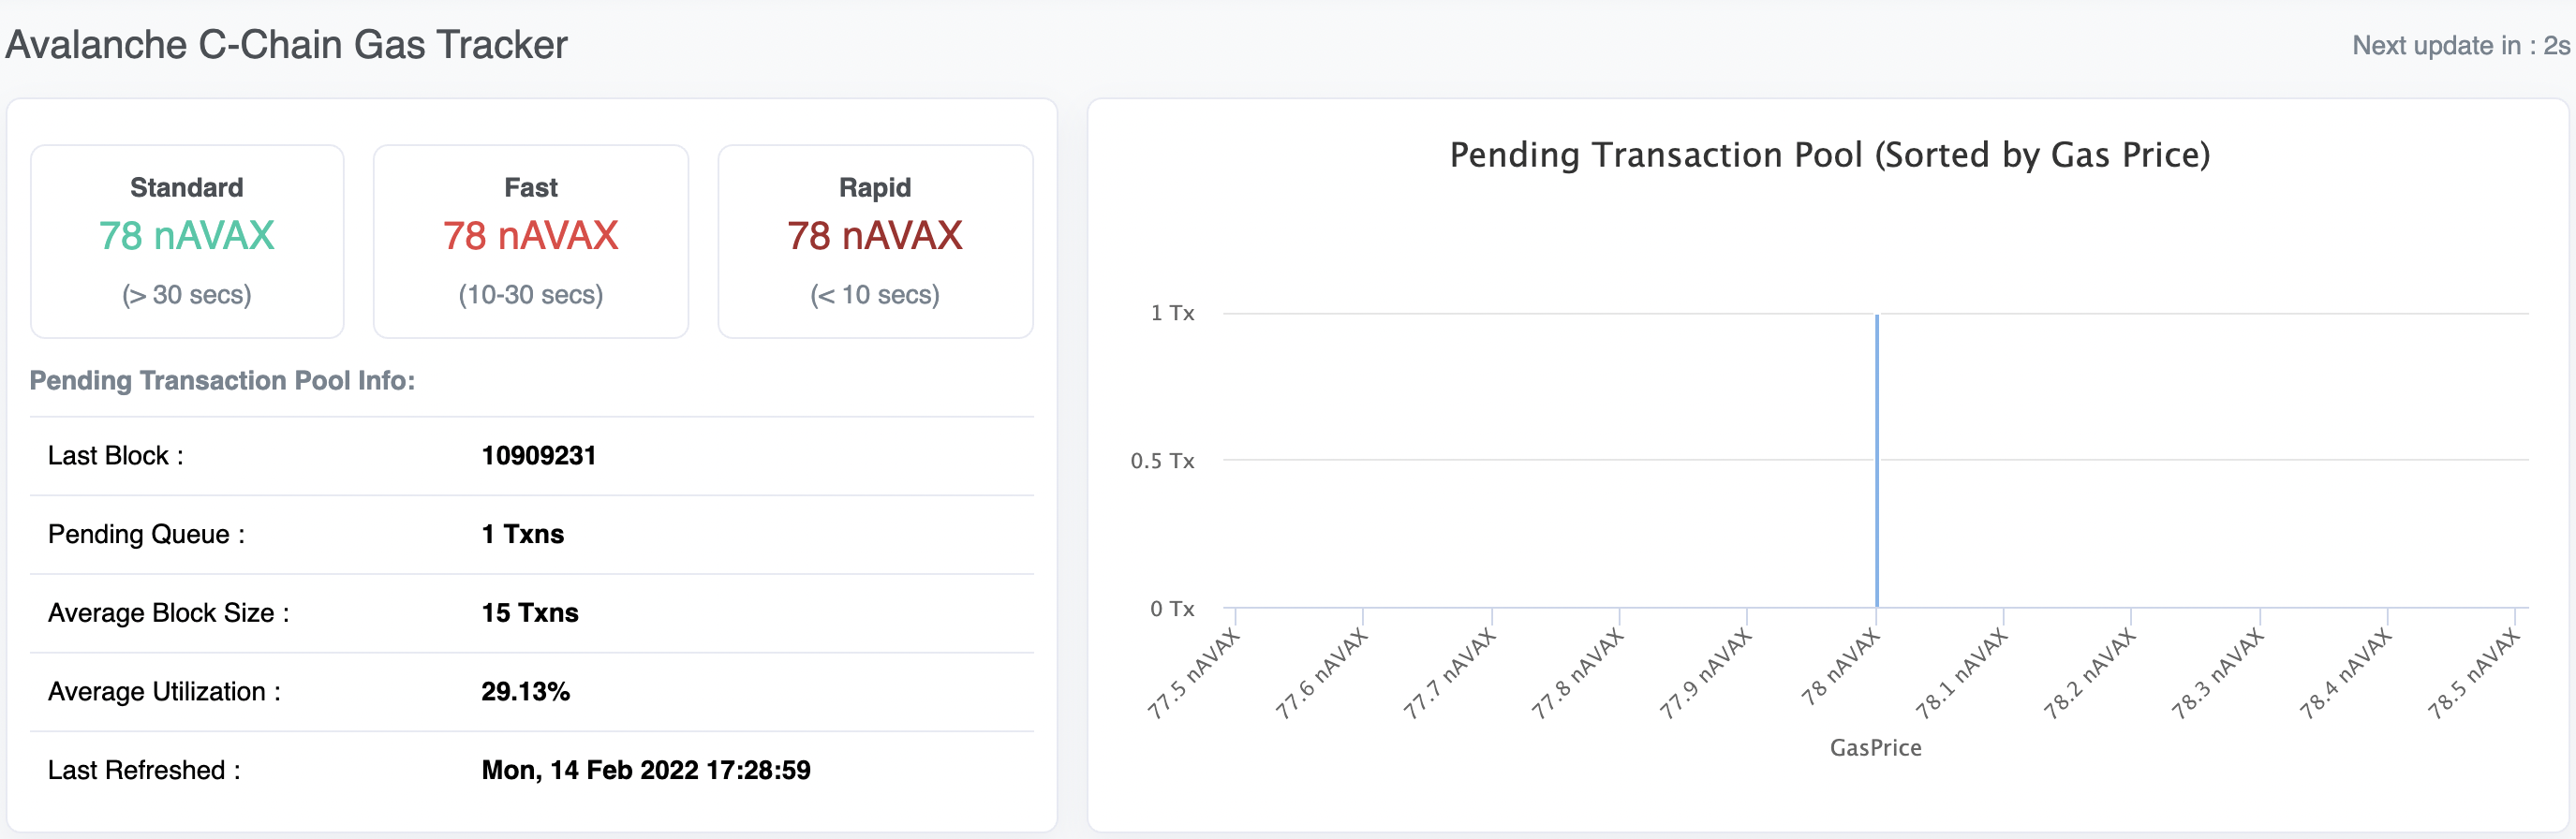 Avalanche C-Chain Gas Tracker
Next update in : 2s
Standard
78 nAVAX
(> 30 secs)
Fast
78 nAVAX
(10-30 secs)
Rapid
78 nAVAX
(< 10 secs)
Pending Transaction Pool Info:
Last Block : 10909231
Pending Queue : 1 Txns
Average Block Size : 15 Txns
Average Utilization : 29.13%
Last Refreshed : Mon, 14 Feb 2022 17:28:59
Pending Transaction Pool (Sorted by Gas Price)
1 Tx
0.5 Tx
0 Tx
77.5 nAVAX
77.6 nAVAX
77.7 nAVAX
77.8 nAVAX
77.9 nAVAX
78 nAVAX
78.1 nAVAX
78.2 nAVAX
78.3 nAVAX
78.4 nAVAX
78.5 nAVAX
GasPrice